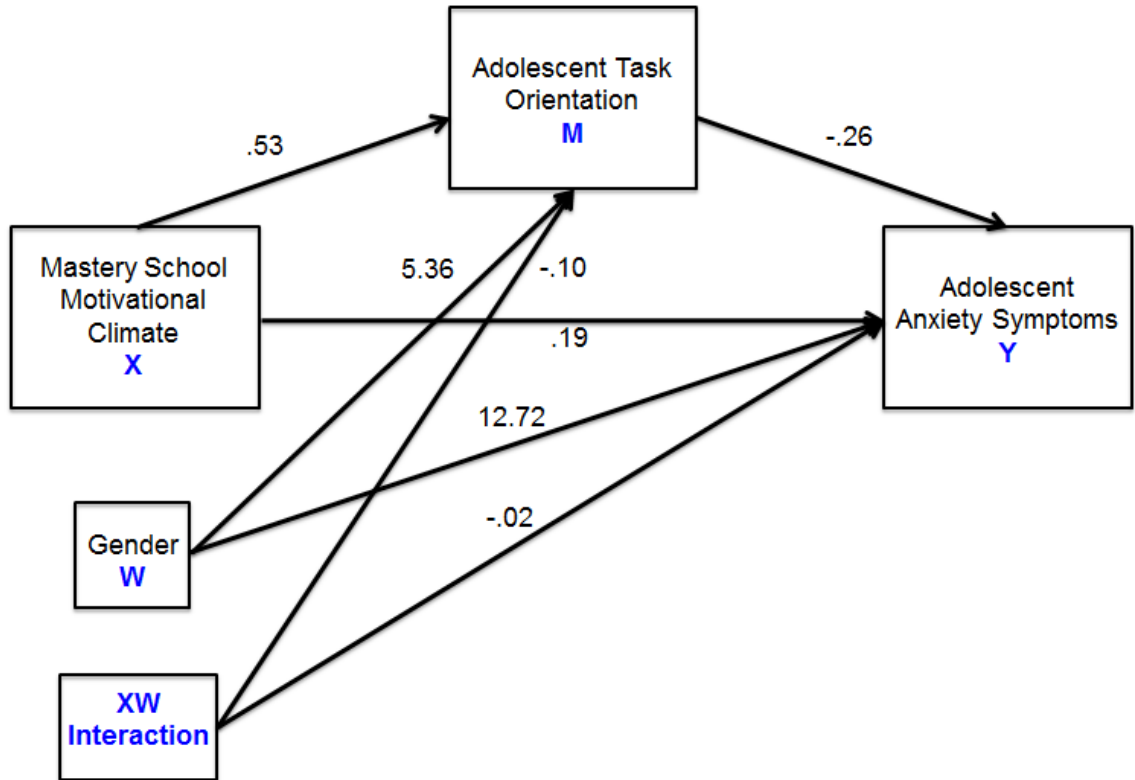 Adolescent Task
Orientation
M
.53
-.26
Mastery School
Motivational
Climate
X
5.36
-.10
.19
Adolescent
Anxiety Symptoms
Y
12.72
-.02
Gender
W
XW
Interaction